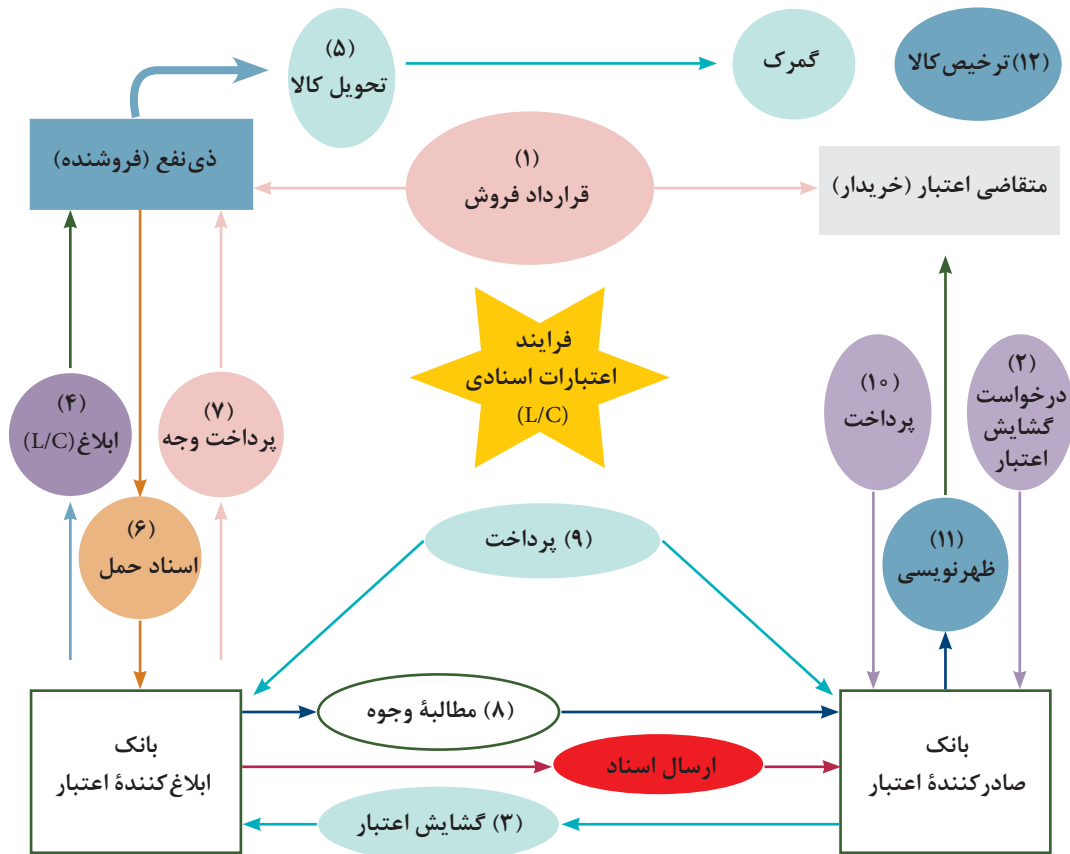 (۱۲) ترخیص کالا
گمرک
(۵)
تحویل کالا
متقاضی اعتبار (خریدار)
(۱)
قرارداد فروش
ذی‌نفع (فروشنده)
فرایند
اعتبارات اسنادی
(L/C)
(۲)
درخواست
گشایش
اعتبار
(۱۰)
پرداخت
(۷)
پرداخت وجه
(۴)
ابلاغ (L/C)
(۱۱)
ظهرنویسی
(۹) پرداخت
(۶)
اسناد حمل
بانک
صادرکنندهٔ اعتبار
(۸) مطالبهٔ وجوه
ارسال اسناد
(۳) گشایش اعتبار
بانک
ابلاغ‌کنندهٔ اعتبار